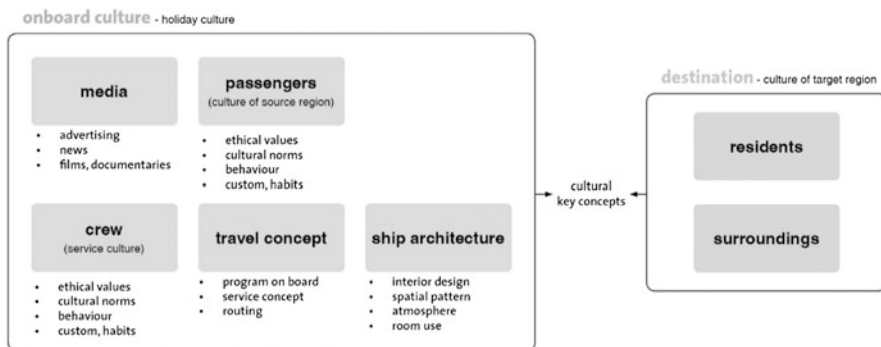 onboard culture - holiday culture
media
• advertising
• news
• films, documentaries
passengers
(culture of source region)
• ethical values
• cultural norms
• behaviour
• custom, habits
crew
(service culture)
• ethical values
• cultural norms
• behaviour
• custom, habits
travel concept
• program on board
• service concept
• routing
ship architecture
• interior design
• spatial pattern
• atmosphere
• room use
cultural
key concepts
destination - culture of target region
residents
surroundings